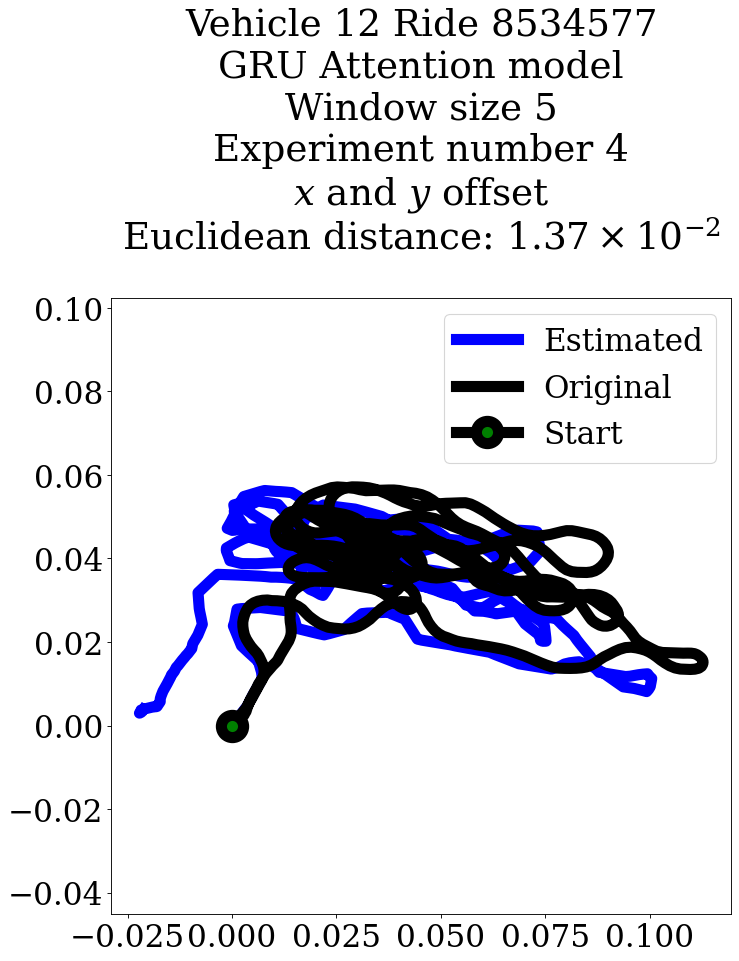 Vehicle 12 Ride 8534577
GRU Attention model
Window size 5
Experiment number 4
x and y offset
Euclidean distance: 1.37 × 10⁻²
0.10
0.08
0.06
0.04
0.02
0.00
−0.02
−0.04
Estimated
Original
Start
−0.025 0.000 0.025 0.050 0.075 0.100